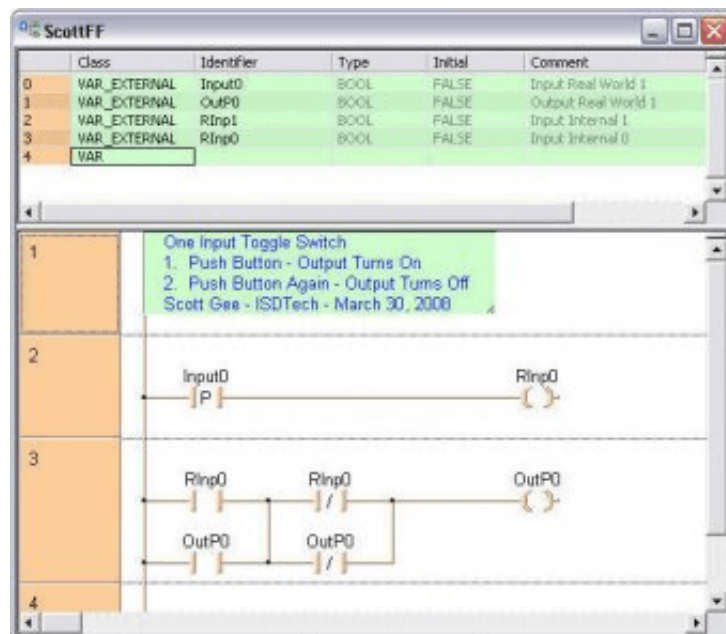 ScottFF
Class Identifier Type Initial Comment
0 VAR_EXTERNAL Input0 BOOL FALSE Input Real World 1
1 VAR_EXTERNAL OutP0 BOOL FALSE Output Real World 1
2 VAR_EXTERNAL RInp1 BOOL FALSE Input Internal 1
3 VAR_EXTERNAL RInp0 BOOL FALSE Input Internal 0
4 VAR
1
One Input Toggle Switch
1. Push Button - Output Turns On
2. Push Button Again - Output Turns Off
Scott Gee - ISDTech - March 30, 2008
2
Input0 RInp0
P
3
RInp0 RInp0 OutP0
/
OutP0 OutP0
/
4